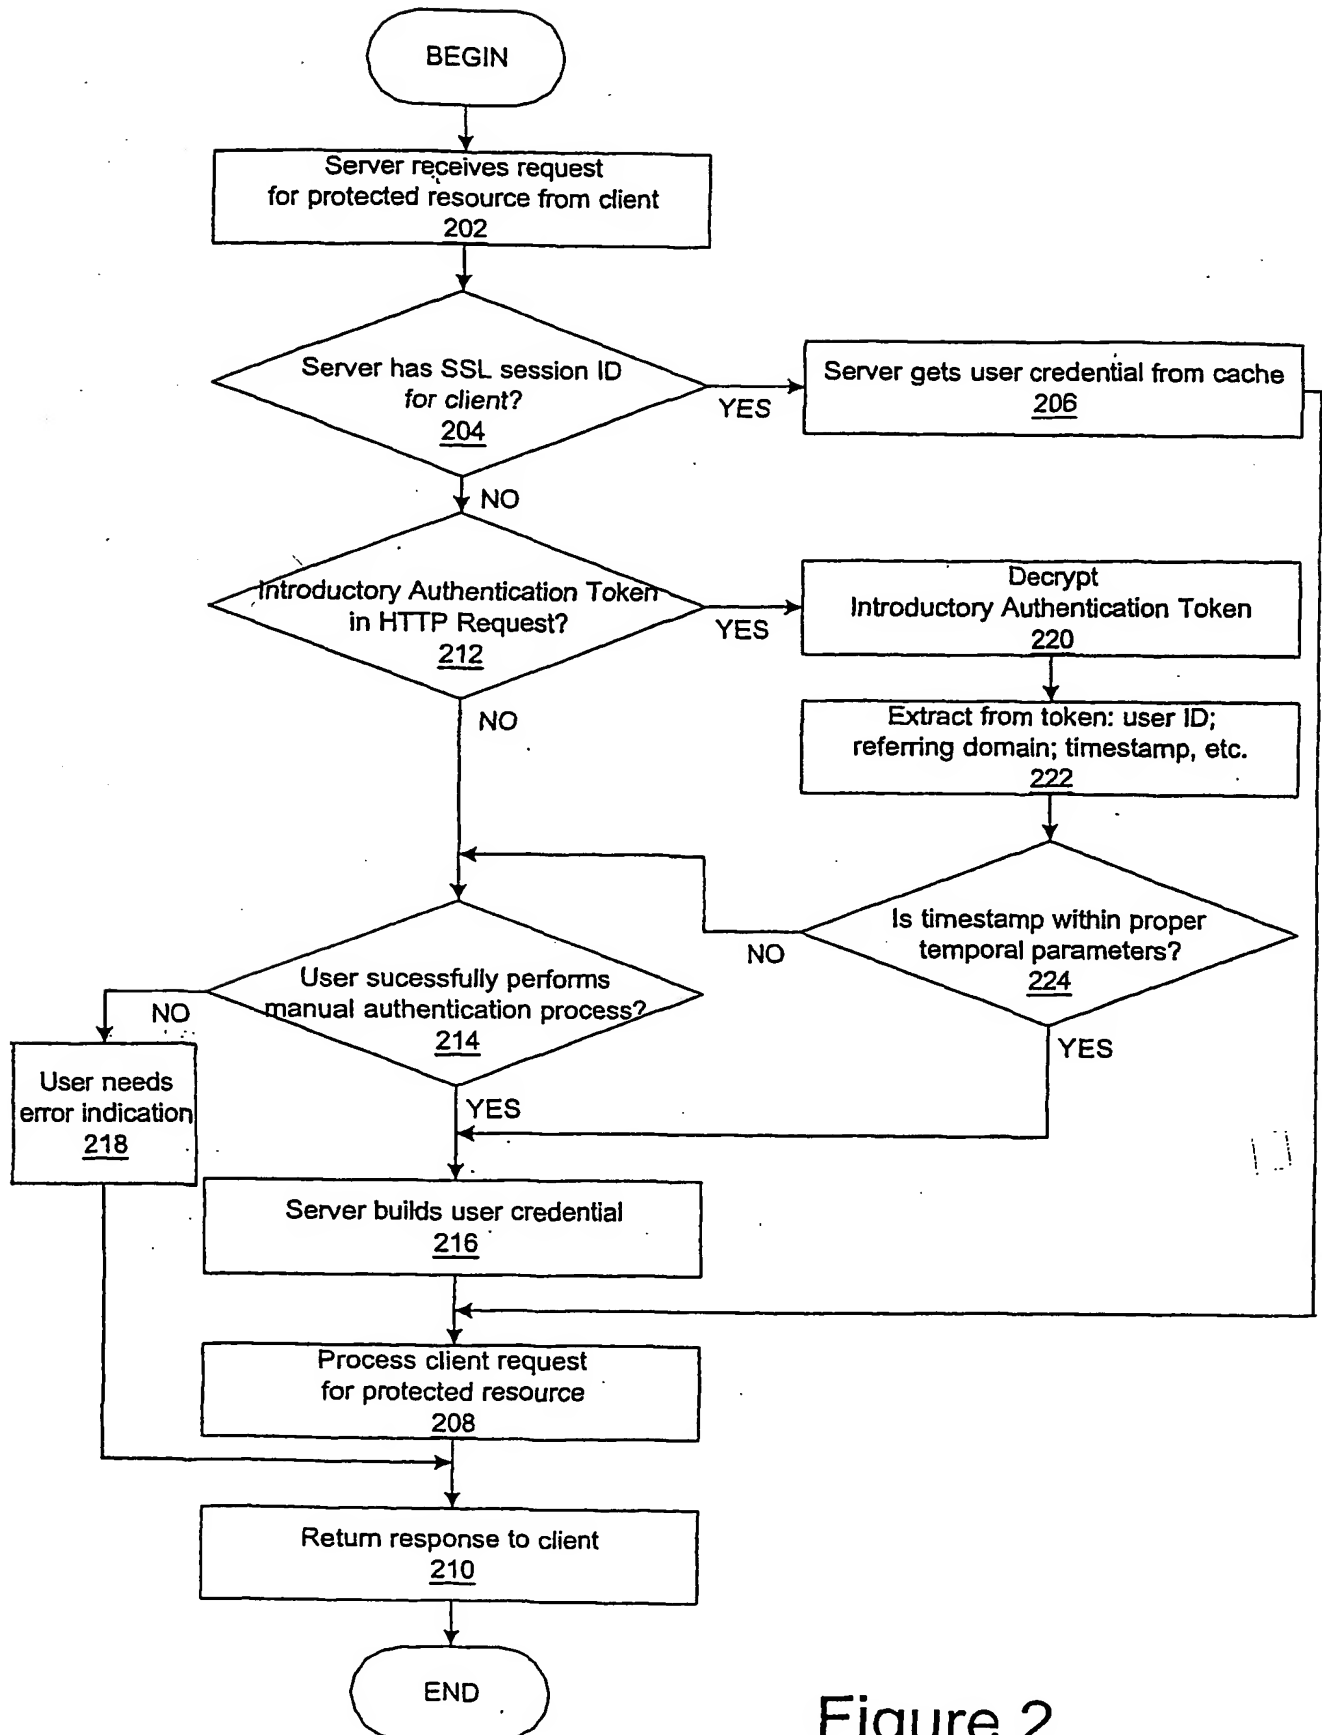 BEGIN
Server receives request
for protected resource from client
202
Server has SSL session ID
for client?
204
YES
Server gets user credential from cache
206
NO
Introductory Authentication Token
in HTTP Request?
212
YES
Decrypt
Introductory Authentication Token
220
NO
Extract from token: user ID;
referring domain; timestamp, etc.
222
Is timestamp within proper
temporal parameters?
224
NO
YES
User sucessfully performs
manual authentication process?
214
NO
YES
User needs
error indication
218
Server builds user credential
216
Process client request
for protected resource
208
Return response to client
210
END
Figure 2